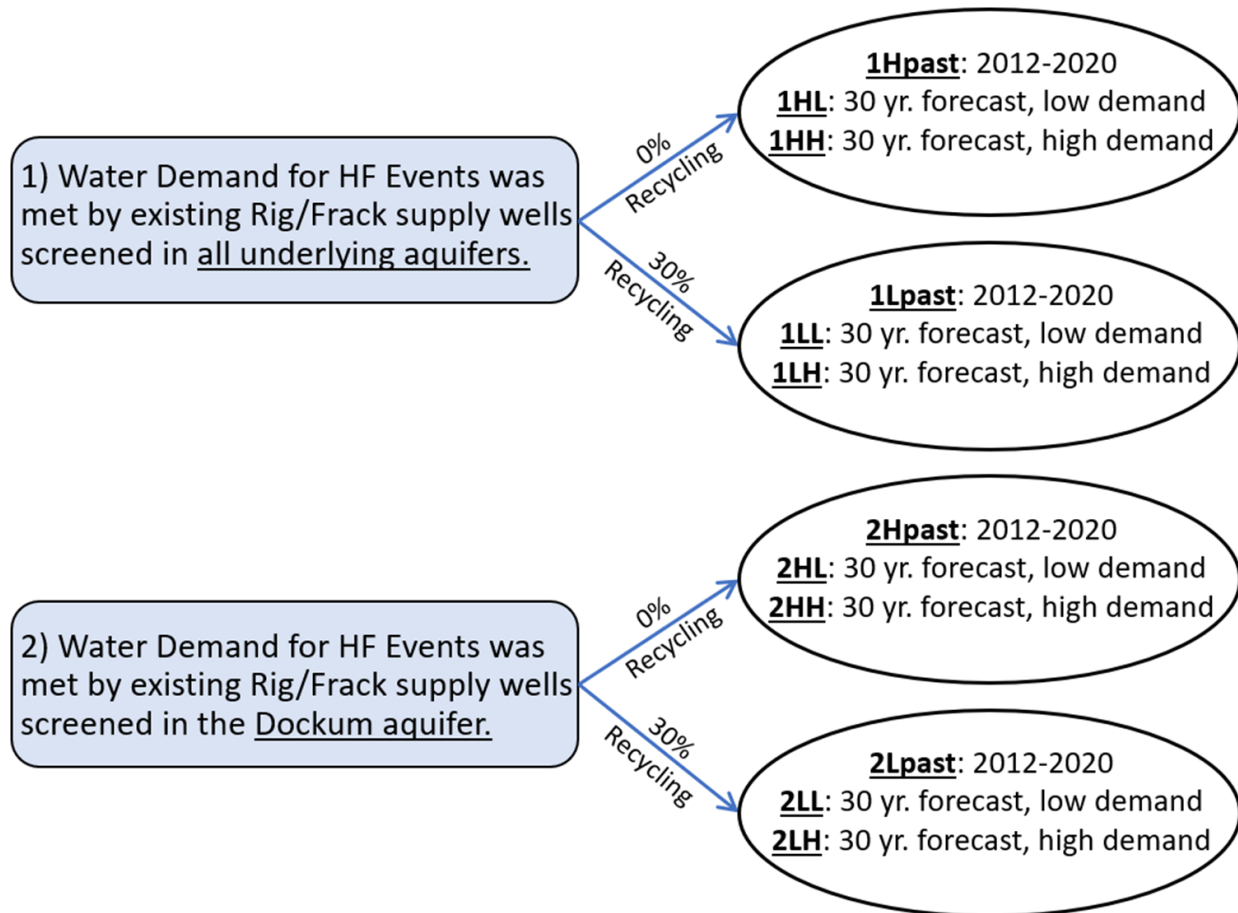 1) Water Demand for HF Events was
met by existing Rig/Frack supply wells
screened in all underlying aquifers.
0%
Recycling
30%
Recycling
1Hpast: 2012-2020
1HL: 30 yr. forecast, low demand
1HH: 30 yr. forecast, high demand
1Lpast: 2012-2020
1LL: 30 yr. forecast, low demand
1LH: 30 yr. forecast, high demand
2) Water Demand for HF Events was
met by existing Rig/Frack supply wells
screened in the Dockum aquifer.
0%
Recycling
30%
Recycling
2Hpast: 2012-2020
2HL: 30 yr. forecast, low demand
2HH: 30 yr. forecast, high demand
2Lpast: 2012-2020
2LL: 30 yr. forecast, low demand
2LH: 30 yr. forecast, high demand